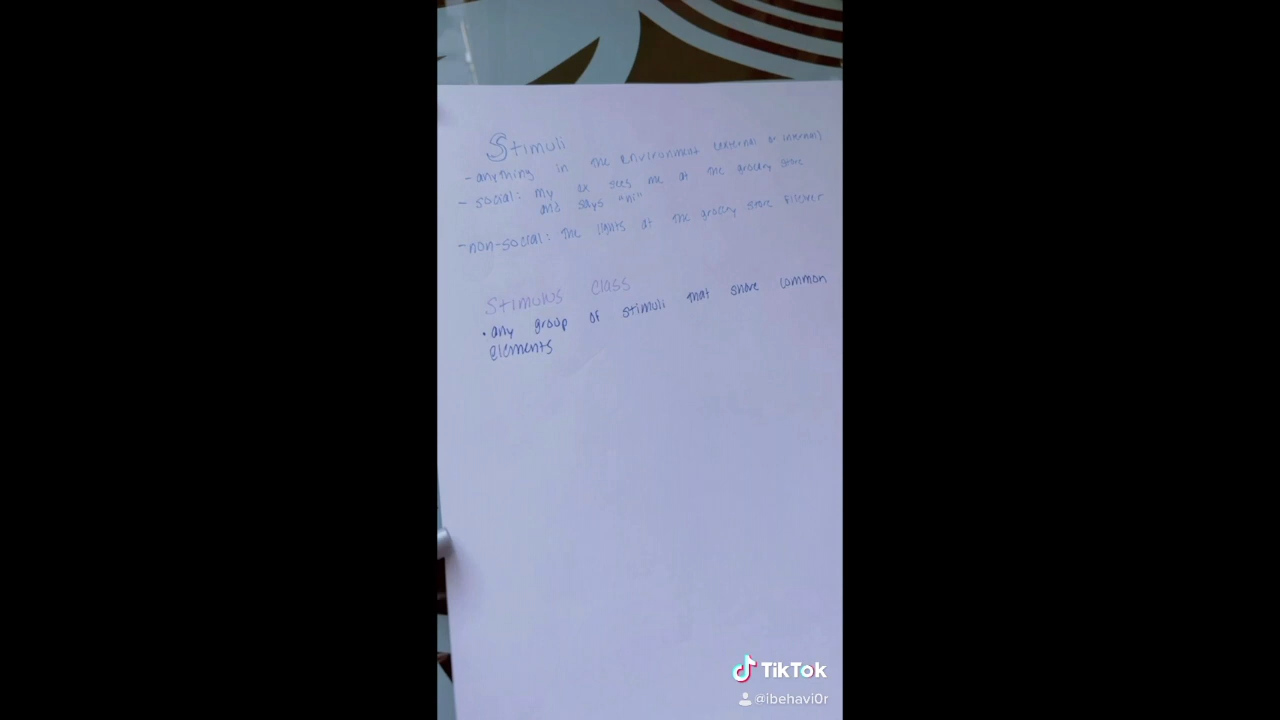 Stimuli
- anything in the environment (external or internal)
- social: my ex sees me at the grocery store
and says "hi"
- non-social: the lights at the grocery store flicker
Stimulus class
• any group of stimuli that share common
elements
TikTok
@ibehavi0r